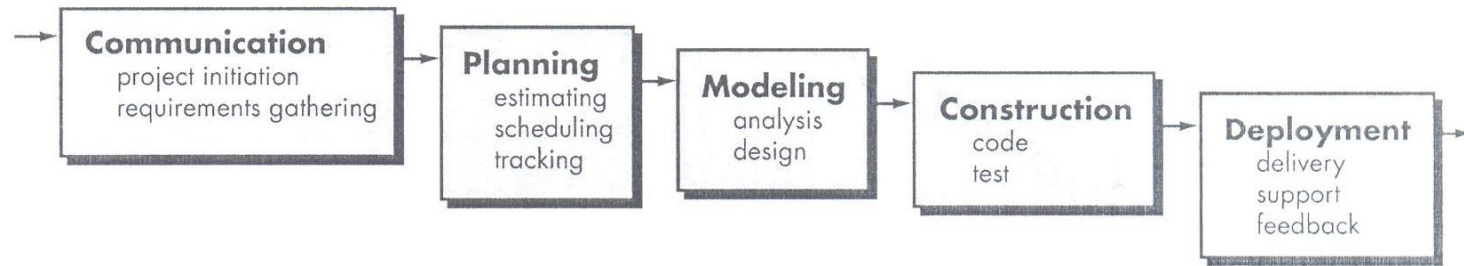 Communication
project initiation
requirements gathering
Planning
estimating
scheduling
tracking
Modeling
analysis
design
Construction
code
test
Deployment
delivery
support
feedback